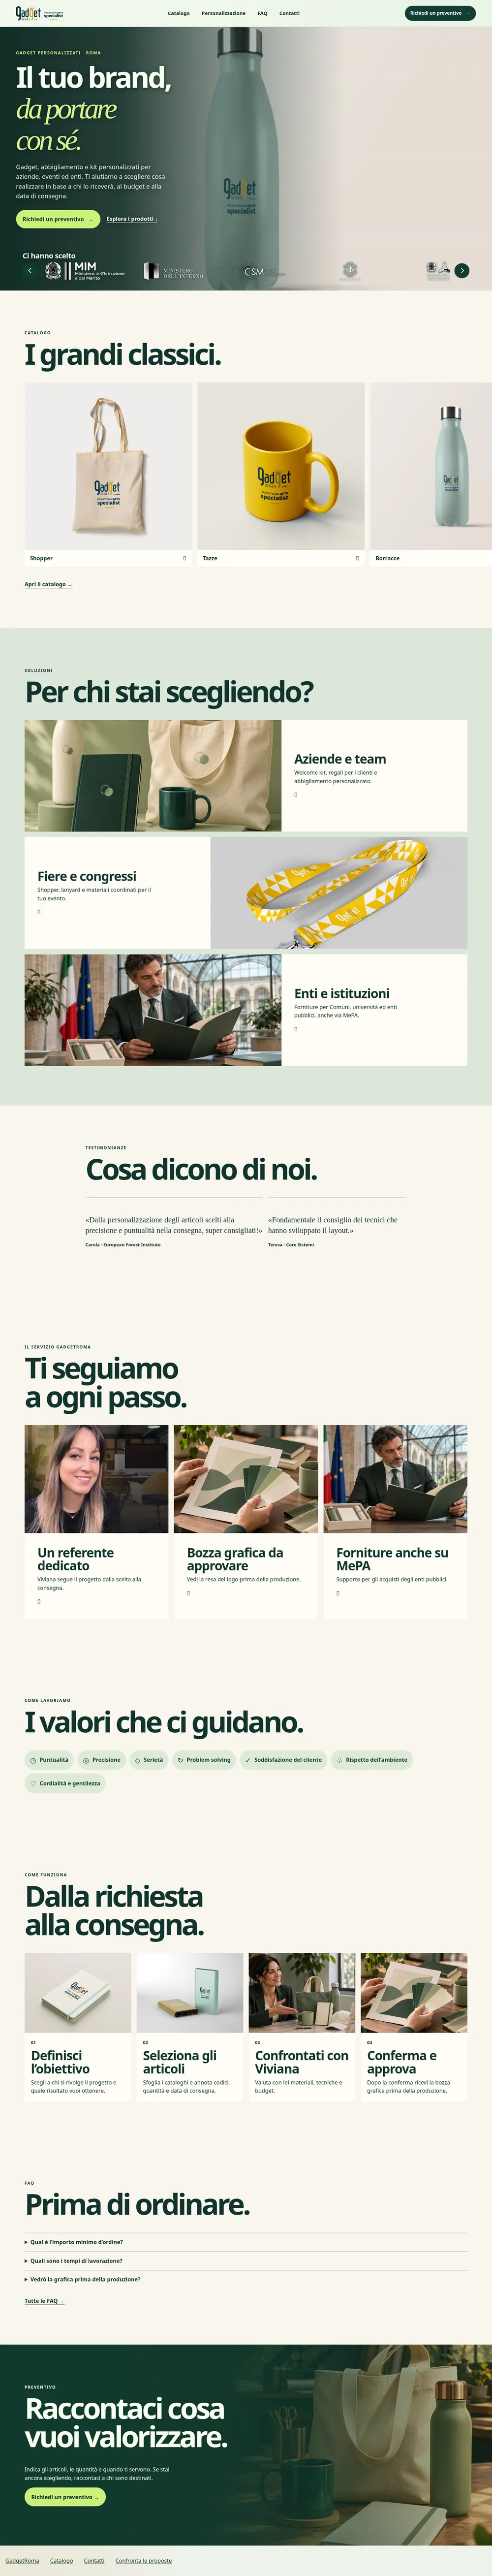 gadget ROMA specialist
Catalogo Personalizzazione FAQ Contatti
Richiedi un preventivo →
GADGET PERSONALIZZATI · ROMA
Il tuo brand,
da portare
con sé.
Gadget, abbigliamento e kit personalizzati per
aziende, eventi ed enti. Ti aiutiamo a scegliere cosa
realizzare in base a chi lo riceverà, al budget e alla
data di consegna.
Richiedi un preventivo →
Esplora i prodotti ↓
gadget
specialist
Ci hanno scelto
MIM
Ministero dell'Istruzione
e del Merito
MINISTERO
DELL'INTERNO
CSM
CATALOGO
I grandi classici.
gadget
specialist
gadget
specialist
gadget
specialist
Shopper
Tazze
Borracce
Apri il catalogo →
SOLUZIONI
Per chi stai scegliendo?
Aziende e team
Welcome kit, regali per i clienti e
abbigliamento personalizzato.
Fiere e congressi
Shopper, lanyard e materiali coordinati per il
tuo evento.
Enti e istituzioni
Forniture per Comuni, università ed enti
pubblici, anche via MePA.
TESTIMONIANZE
Cosa dicono di noi.
«Dalla personalizzazione degli articoli scelti alla
precisione e puntualità nella consegna, super consigliati!»
Carola · European Forest Institute
«Fondamentale il consiglio dei tecnici che
hanno sviluppato il layout.»
Teresa · Core Sistemi
IL SERVIZIO GADGETROMA
Ti seguiamo
a ogni passo.
Un referente
dedicato
Viviana segue il progetto dalla scelta alla
consegna.
Bozza grafica da
approvare
Vedi la resa del logo prima della produzione.
Forniture anche su
MePA
Supporto per gli acquisti degli enti pubblici.
COME LAVORIAMO
I valori che ci guidano.
Puntualità
Precisione
Serietà
Problem solving
Soddisfazione del cliente
Rispetto dell'ambiente
Cordialità e gentilezza
COME FUNZIONA
Dalla richiesta
alla consegna.
01
Definisci
l'obiettivo
Scegli a chi si rivolge il progetto e
quale risultato vuoi ottenere.
02
Seleziona gli
articoli
Sfoglia i cataloghi e annota codici,
quantità e data di consegna.
03
Confrontati con
Viviana
Valuta con lei materiali, tecniche e
budget.
04
Conferma e
approva
Dopo la conferma ricevi la bozza
grafica prima della produzione.
FAQ
Prima di ordinare.
Qual è l'importo minimo d'ordine?
Quali sono i tempi di lavorazione?
Vedrò la grafica prima della produzione?
Tutte le FAQ →
PREVENTIVO
Raccontaci cosa
vuoi valorizzare.
Indica gli articoli, le quantità e quando ti servono. Se stai
ancora scegliendo, raccontaci a chi sono destinati.
Richiedi un preventivo →
GadgetRoma Catalogo Contatti Confronta le proposte